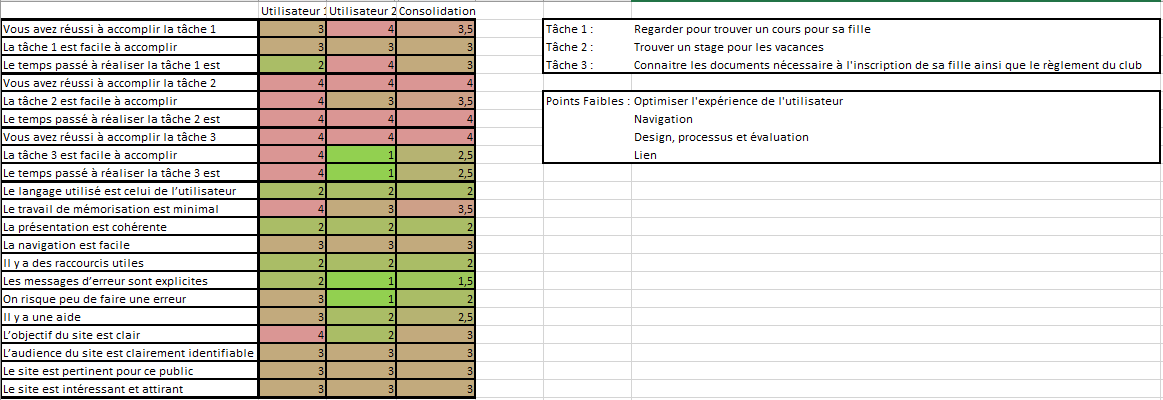 Utilisateur 1 Utilisateur 2 Consolidation
Vous avez réussi à accomplir la tâche 1 3 4 3,5
La tâche 1 est facile à accomplir 3 3 3
Le temps passé à réaliser la tâche 1 est 2 4 3
Vous avez réussi à accomplir la tâche 2 4 4 4
La tâche 2 est facile à accomplir 4 3 3,5
Le temps passé à réaliser la tâche 2 est 4 4 4
Vous avez réussi à accomplir la tâche 3 4 4 4
La tâche 3 est facile à accomplir 4 1 2,5
Le temps passé à réaliser la tâche 3 est 4 1 2,5
Le langage utilisé est celui de l’utilisateur 2 2 2
Le travail de mémorisation est minimal 4 3 3,5
La présentation est cohérente 2 2 2
La navigation est facile 3 3 3
Il y a des raccourcis utiles 2 2 2
Les messages d’erreur sont explicites 2 1 1,5
On risque peu de faire une erreur 3 1 2
Il y a une aide 3 2 2,5
L’objectif du site est clair 4 2 3
L’audience du site est clairement identifiable 3 3 3
Le site est pertinent pour ce public 3 3 3
Le site est intéressant et attirant 3 3 3
Tâche 1 : Regarder pour trouver un cours pour sa fille
Tâche 2 : Trouver un stage pour les vacances
Tâche 3 : Connaitre les documents nécessaire à l'inscription de sa fille ainsi que le règlement du club
Points Faibles : Optimiser l'expérience de l'utilisateur
Navigation
Design, processus et évaluation
Lien